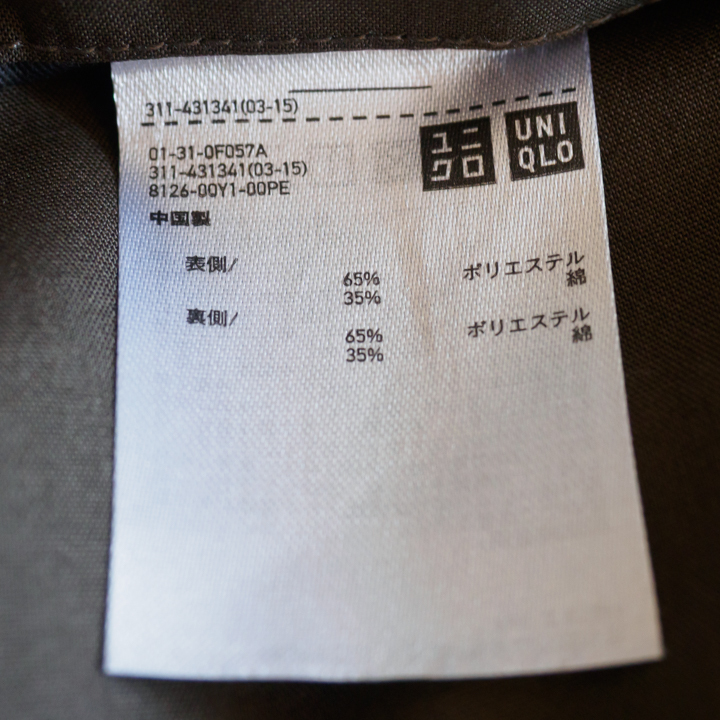 311-431341(03-15)
ユニ
クロ
UNI
QLO
01-31-0F057A
311-431341(03-15)
8126-00Y1-00PE
中国製
表側/
65% ポリエステル
35% 綿
裏側/
65% ポリエステル
35% 綿